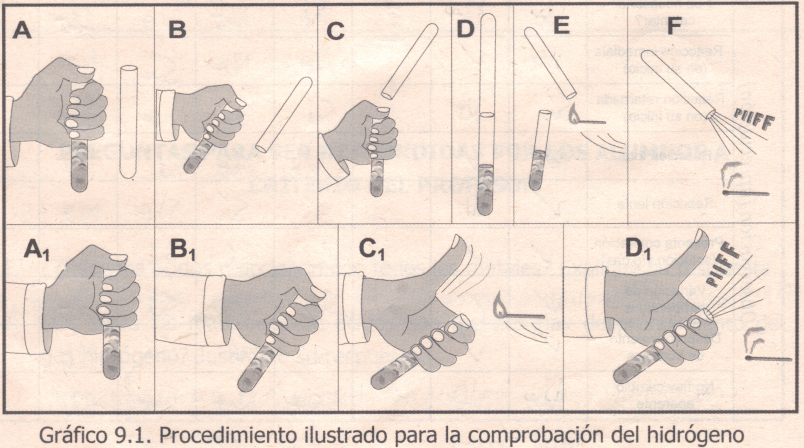 A B C D E F
PIIFF
A₁ B₁ C₁ D₁
PIIFF
Gráfico 9.1. Procedimiento ilustrado para la comprobación del hidrógeno